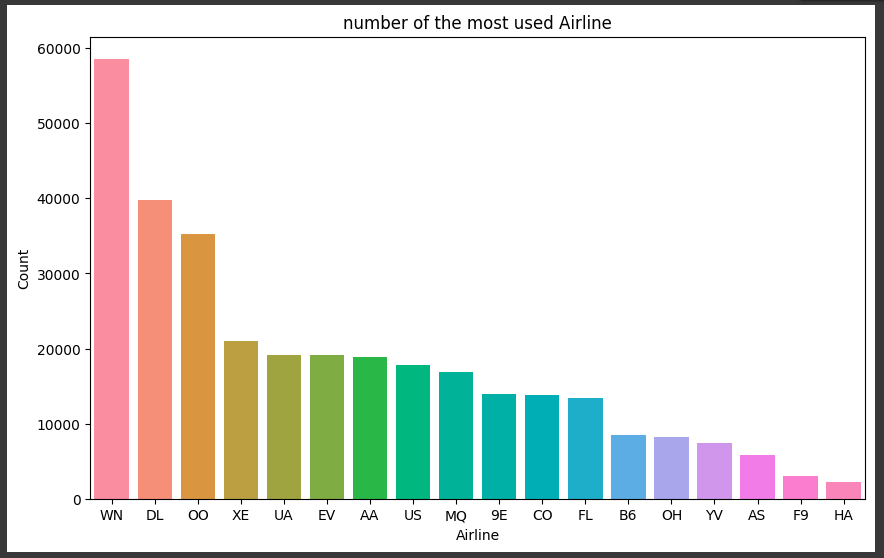 number of the most used Airline
60000
50000
40000
30000
20000
10000
0
Count
WN DL OO XE UA EV AA US MQ 9E CO FL B6 OH YV AS F9 HA
Airline